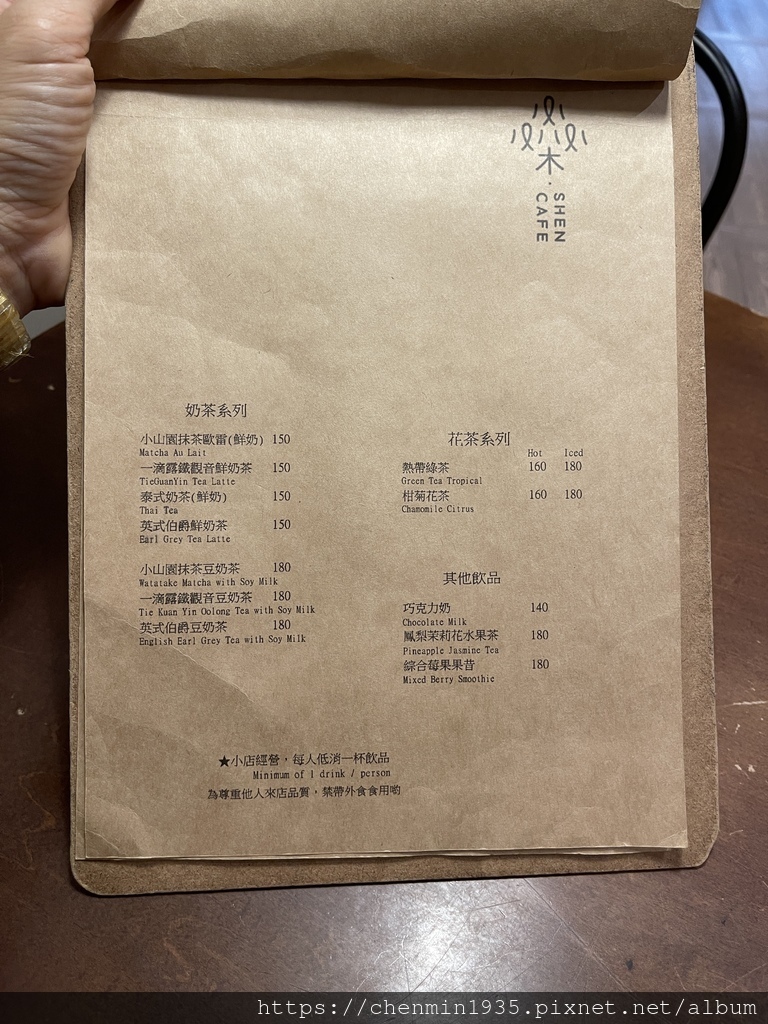 SHEN
CAFE
奶茶系列
小山園抹茶歐蕾(鮮奶) 150
Matcha Au Lait
一滴露鐵觀音鮮奶茶 150
TieGuanYin Tea Latte
泰式奶茶(鮮奶) 150
Thai Tea
英式伯爵鮮奶茶 150
Earl Grey Tea Latte
小山園抹茶豆奶茶 180
Watatake Matcha with Soy Milk
一滴露鐵觀音豆奶茶 180
Tie Kuan Yin Oolong Tea with Soy Milk
英式伯爵豆奶茶 180
English Earl Grey Tea with Soy Milk
花茶系列
Hot Iced
熱帶綠茶 160 180
Green Tea Tropical
柑菊花茶 160 180
Chamomile Citrus
其他飲品
巧克力奶 140
Chocolate Milk
鳳梨茉莉花水果茶 180
Pineapple Jasmine Tea
綜合莓果果昔 180
Mixed Berry Smoothie
★小店經營，每人低消一杯飲品
Minimum of 1 drink / person
為尊重他人來店品質，禁帶外食食用喲
https://chenmin1935.pixnet.net/album